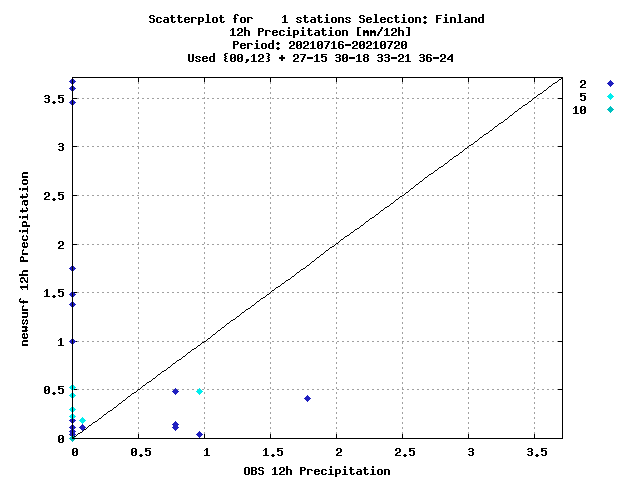 Scatterplot for    1 stations Selection: Finland
12h Precipitation [mm/12h]
Period: 20210716-20210720
Used {00,12} + 27-15 30-18 33-21 36-24
2
5
10
3.5
3
2.5
2
1.5
1
0.5
0
newsurf 12h Precipitation
0 0.5 1 1.5 2 2.5 3 3.5
OBS 12h Precipitation